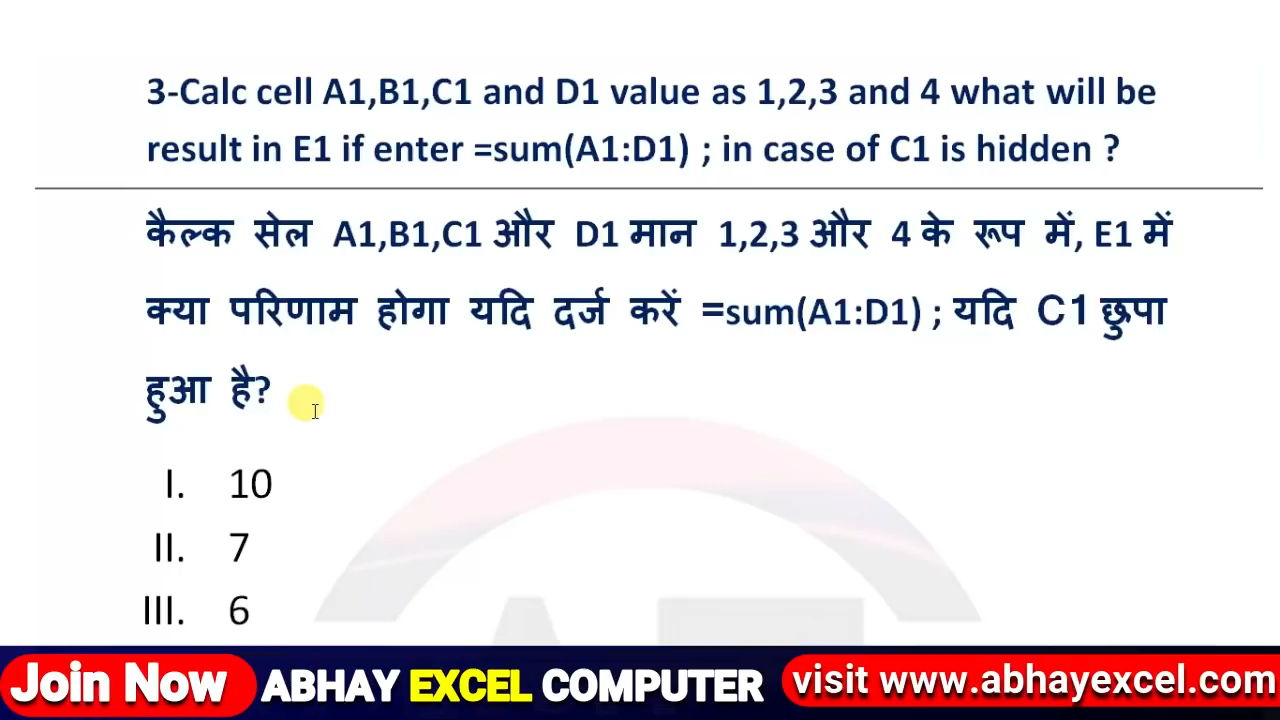 3-Calc cell A1,B1,C1 and D1 value as 1,2,3 and 4 what will be
result in E1 if enter =sum(A1:D1) ; in case of C1 is hidden ?
कैल्क सेल A1,B1,C1 और D1 मान 1,2,3 और 4 के रूप में, E1 में
क्या परिणाम होगा यदि दर्ज करें =sum(A1:D1) ; यदि C1 छुपा
हुआ है?
I. 10
II. 7
III. 6
Join Now ABHAY EXCEL COMPUTER visit www.abhayexcel.com